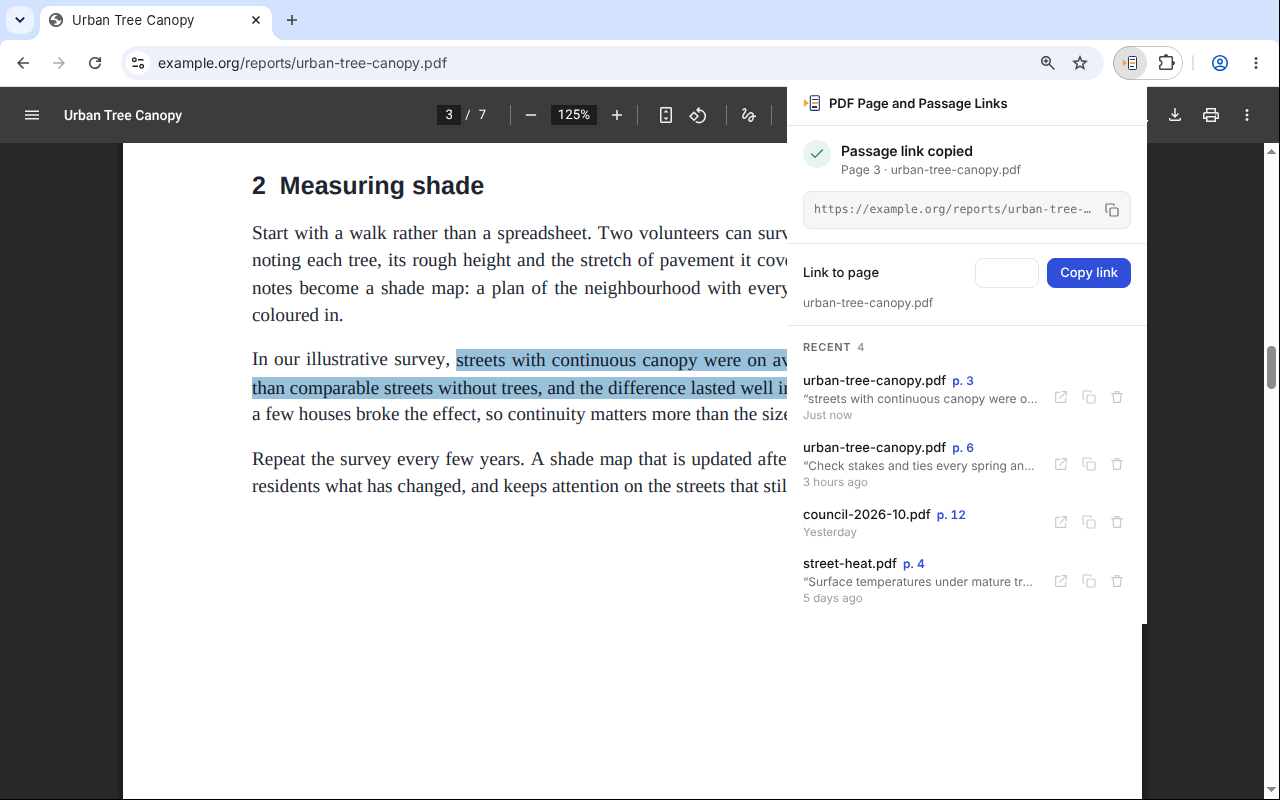 Urban Tree Canopy
example.org/reports/urban-tree-canopy.pdf
Urban Tree Canopy
3 / 7
125%
2 Measuring shade
Start with a walk rather than a spreadsheet. Two volunteers can
noting each tree, its rough height and the stretch of pavement it
notes become a shade map: a plan of the neighbourhood with every
coloured in.
In our illustrative survey, streets with continuous canopy were on
than comparable streets without trees, and the difference lasted well
a few houses broke the effect, so continuity matters more than the size
Repeat the survey every few years. A shade map that is updated
residents what has changed, and keeps attention on the streets that
PDF Page and Passage Links
Passage link copied
Page 3 · urban-tree-canopy.pdf
https://example.org/reports/urban-tree-…
Link to page
Copy link
urban-tree-canopy.pdf
RECENT 4
urban-tree-canopy.pdf p. 3
“streets with continuous canopy were o…
Just now
urban-tree-canopy.pdf p. 6
“Check stakes and ties every spring an…
3 hours ago
council-2026-10.pdf p. 12
Yesterday
street-heat.pdf p. 4
“Surface temperatures under mature tr…
5 days ago